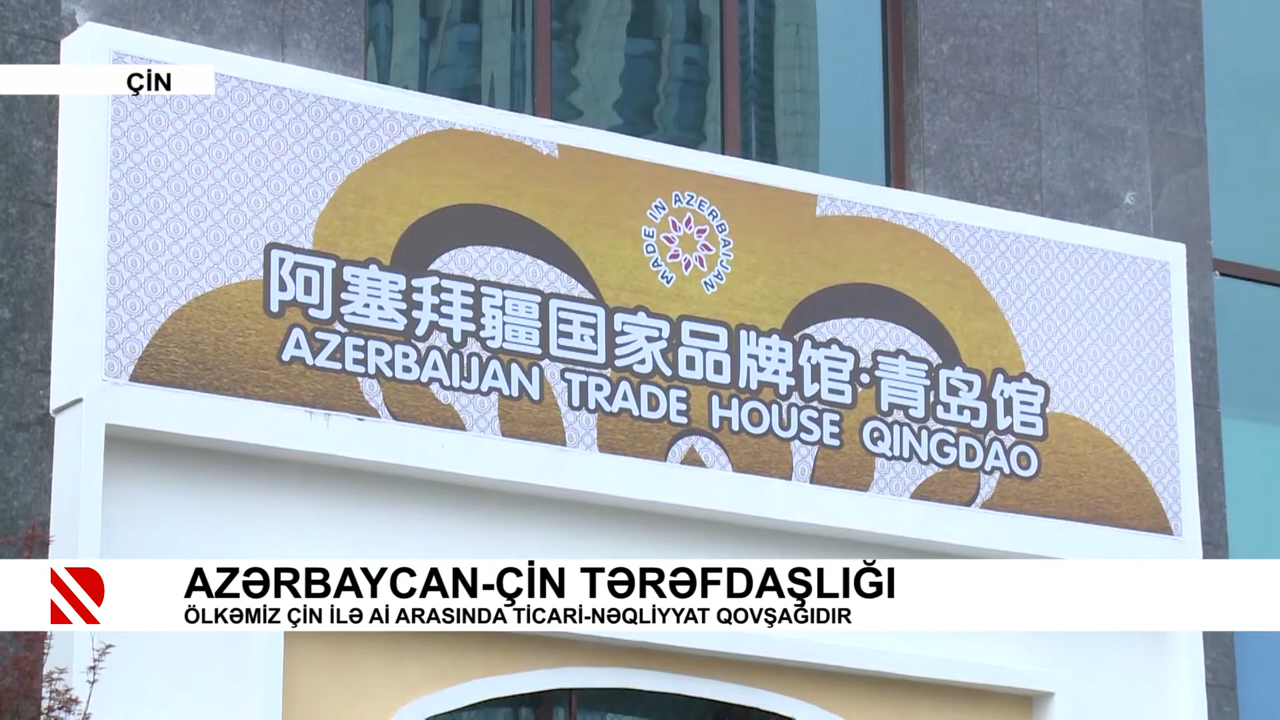 ÇİN
MADE IN AZERBAIJAN
阿塞拜疆国家品牌馆·青岛馆
AZERBAIJAN TRADE HOUSE QINGDAO
AZƏRBAYCAN-ÇİN TƏRƏFDAŞLIĞI
ÖLKƏMİZ ÇİN İLƏ Aİ ARASINDA TİCARİ-NƏQLİYYAT QOVŞAĞIDIR